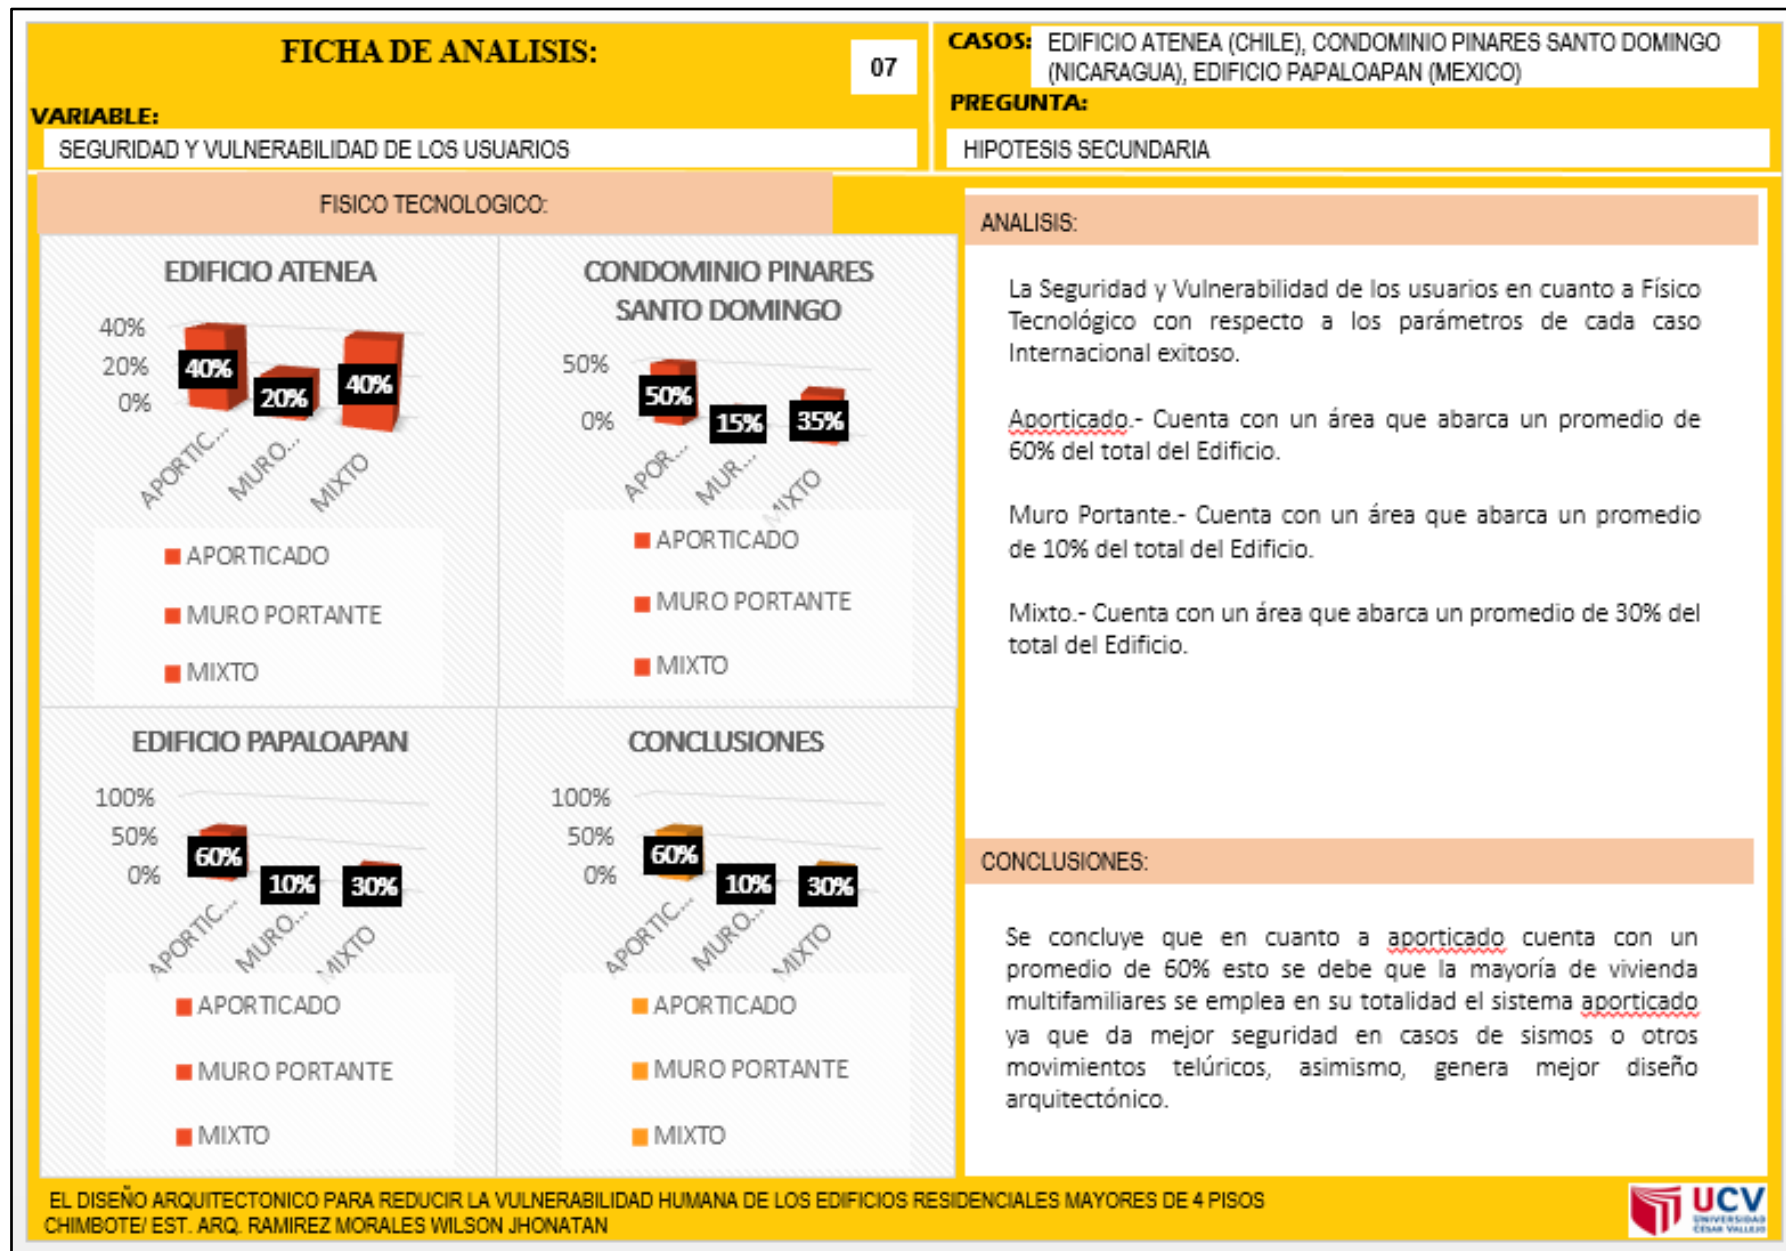 FICHA DE ANALISIS:
07
VARIABLE:
SEGURIDAD Y VULNERABILIDAD DE LOS USUARIOS
CASOS:
EDIFICIO ATENEA (CHILE), CONDOMINIO PINARES SANTO DOMINGO
(NICARAGUA), EDIFICIO PAPALOAPAN (MEXICO)
PREGUNTA:
HIPOTESIS SECUNDARIA
FISICO TECNOLOGICO:
EDIFICIO ATENEA
40%
20%
0%
40%
20%
40%
APORTIC...
MURO...
MIXTO
APORTICADO
MURO PORTANTE
MIXTO
CONDOMINIO PINARES
SANTO DOMINGO
50%
0%
50%
15%
35%
APOR...
MUR...
MIXTO
APORTICADO
MURO PORTANTE
MIXTO
EDIFICIO PAPALOAPAN
100%
50%
0%
60%
10%
30%
APORTIC...
MURO...
MIXTO
APORTICADO
MURO PORTANTE
MIXTO
CONCLUSIONES
100%
50%
0%
60%
10%
30%
APORTIC...
MURO...
MIXTO
APORTICADO
MURO PORTANTE
MIXTO
ANALISIS:
La Seguridad y Vulnerabilidad de los usuarios en cuanto a Físico
Tecnológico con respecto a los parámetros de cada caso
Internacional exitoso.
Aporticado.- Cuenta con un área que abarca un promedio de
60% del total del Edificio.
Muro Portante.- Cuenta con un área que abarca un promedio
de 10% del total del Edificio.
Mixto.- Cuenta con un área que abarca un promedio de 30% del
total del Edificio.
CONCLUSIONES:
Se concluye que en cuanto a aporticado cuenta con un
promedio de 60% esto se debe que la mayoría de vivienda
multifamiliares se emplea en su totalidad el sistema aporticado
ya que da mejor seguridad en casos de sismos o otros
movimientos telúricos, asimismo, genera mejor diseño
arquitectónico.
EL DISEÑO ARQUITECTONICO PARA REDUCIR LA VULNERABILIDAD HUMANA DE LOS EDIFICIOS RESIDENCIALES MAYORES DE 4 PISOS
CHIMBOTE/ EST. ARQ. RAMIREZ MORALES WILSON JHONATAN
UCV
UNIVERSIDAD
CÉSAR VALLEJO